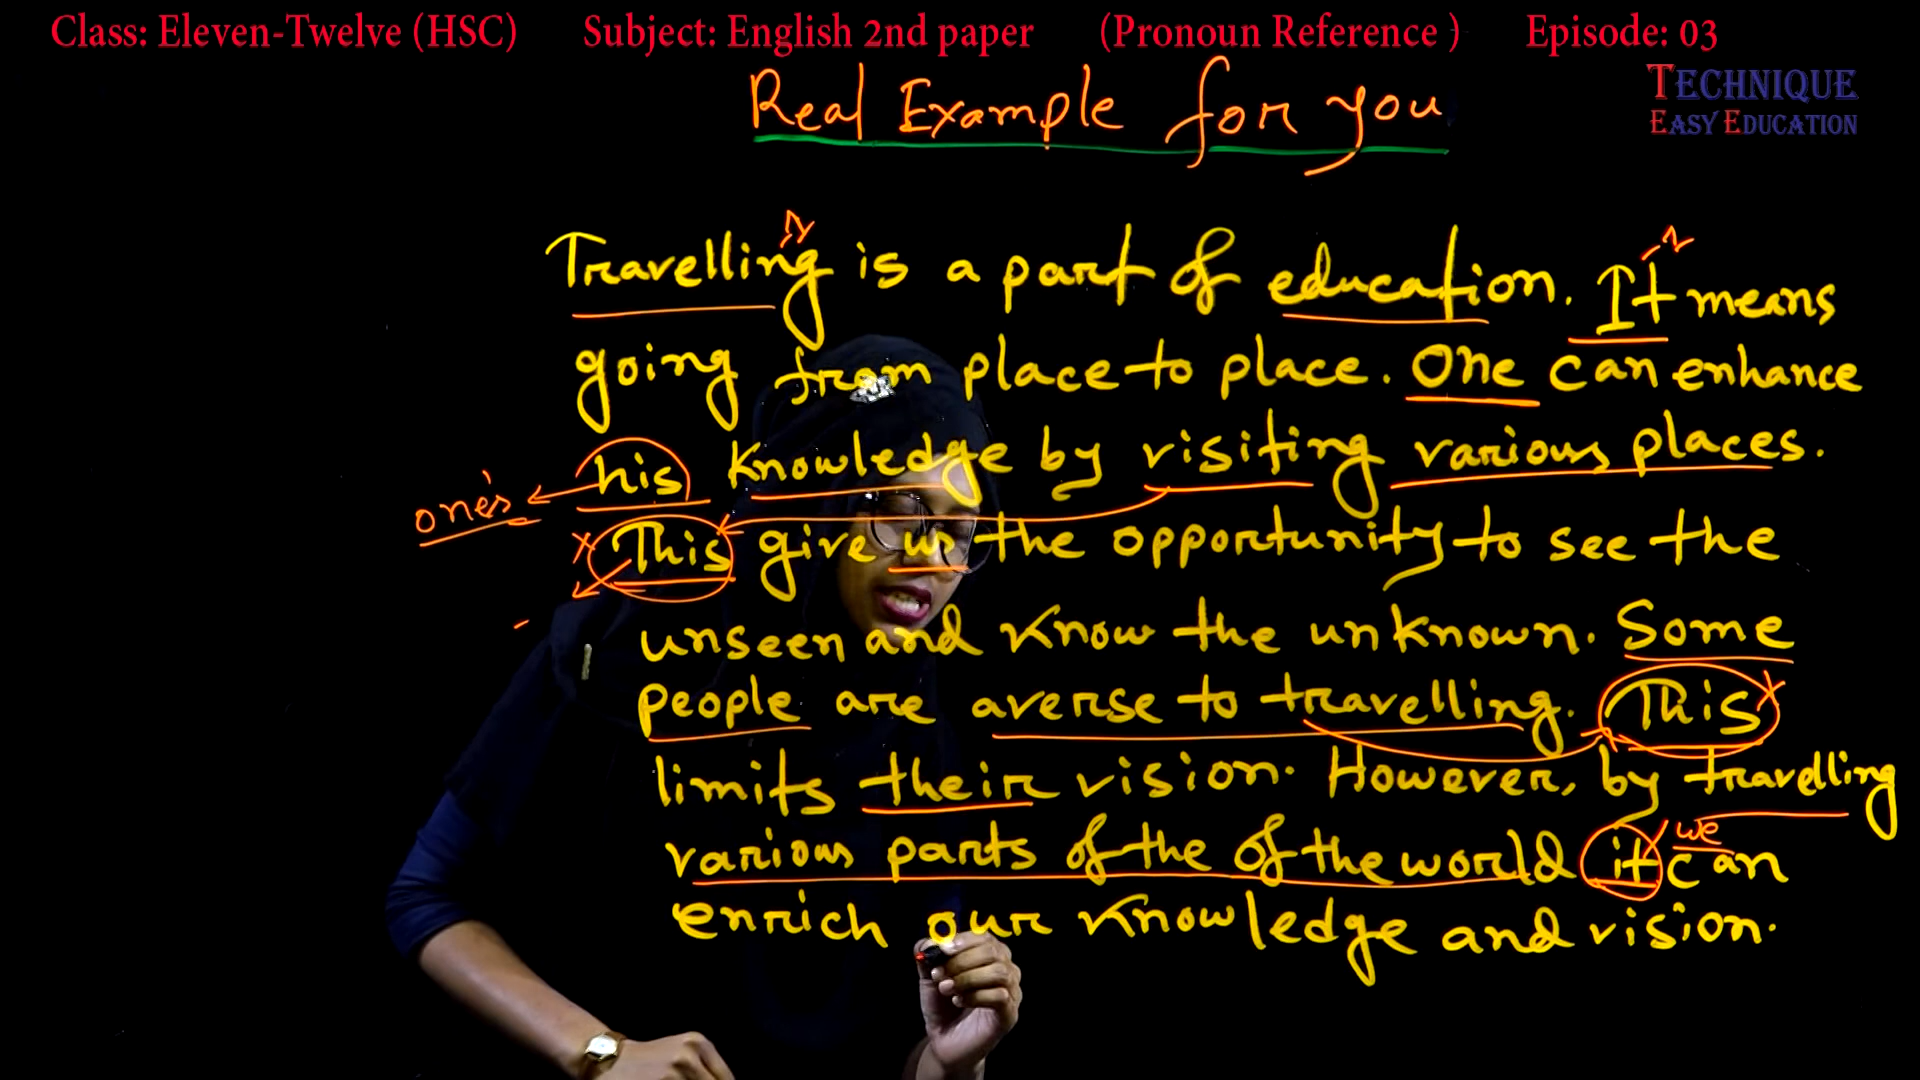 Class: Eleven-Twelve (HSC) Subject: English 2nd paper (Pronoun Reference ) Episode: 03
TECHNIQUE
EASY EDUCATION
Real Example for you
Travelling is a part of education. It means
going from place to place. One can enhance
his knowledge by visiting various places.
one's
This give us the opportunity to see the
unseen and know the unknown. Some
people are averse to travelling. This
limits their vision. However, by travelling
we
various parts of the of the world it can
enrich our knowledge and vision.